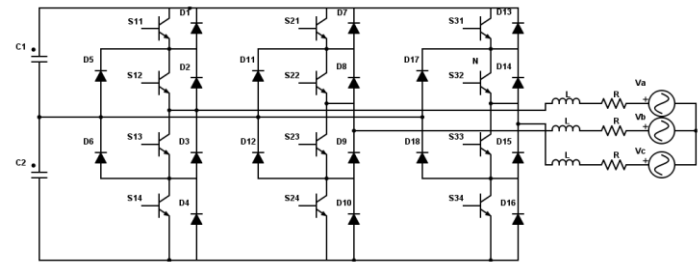 S11 D1 S21 D7 S31 D13
C1
D5 S12 D2 D11 S22 D8 D17 N S32 D14
L R Va
Vb
L R
D6 S13 D3 D12 S23 D9 D18 S33 D15
Vc
L R
C2
S14 D4 S24 D10 S34 D16